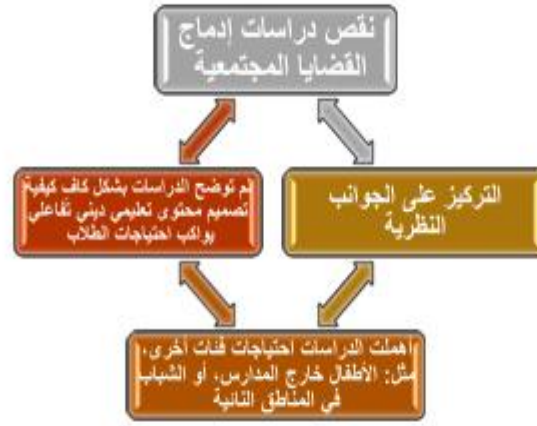 نقص دراسات إدماج
القضايا المجتمعية
التركيز على الجوانب
النظرية
لم توضح الدراسات بشكل كاف كيفية
تصميم محتوى تعليمي ديني تفاعلي
يواكب احتياجات الطلاب
أهملت الدراسات احتياجات فئات أخرى،
مثل: الأطفال خارج المدارس، أو الشباب
في المناطق النائية